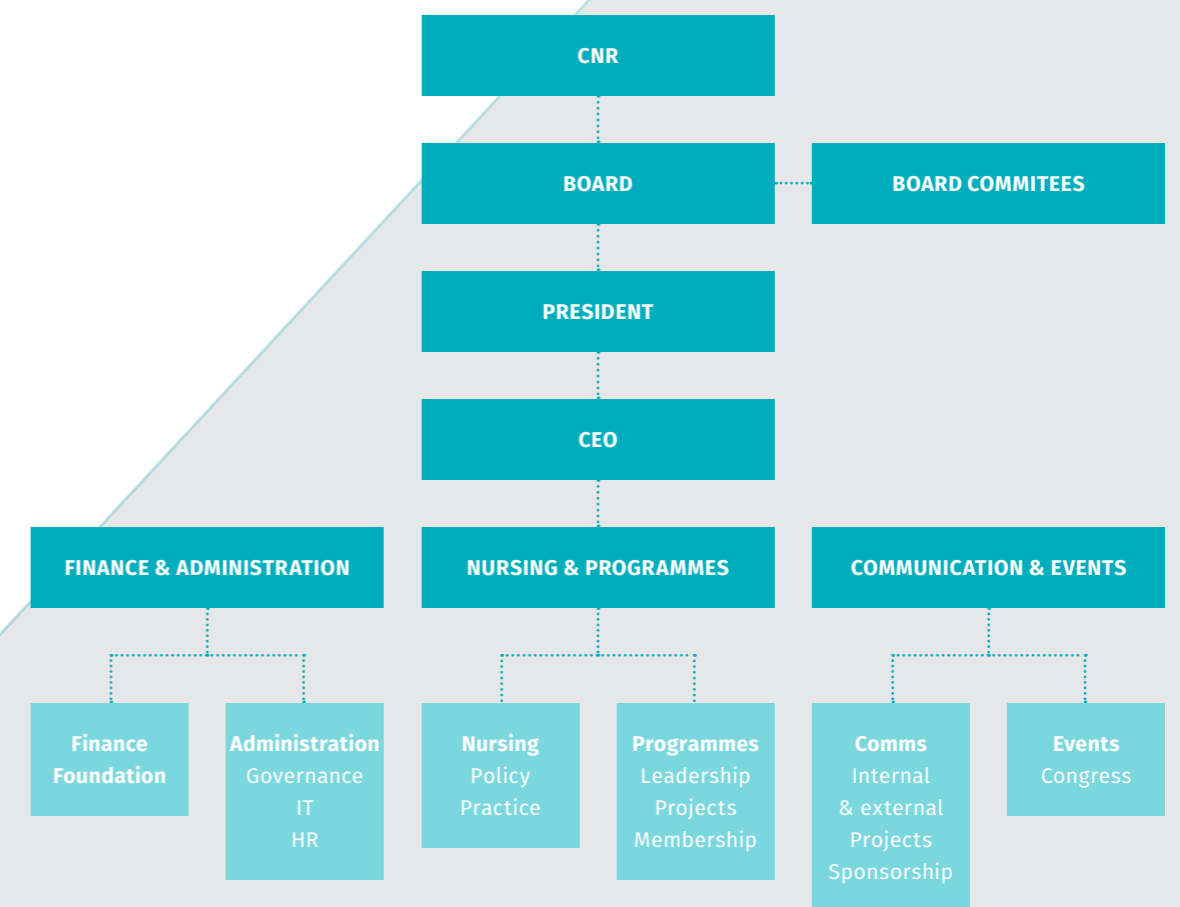 CNR
BOARD
BOARD COMMITEES
PRESIDENT
CEO
FINANCE & ADMINISTRATION
NURSING & PROGRAMMES
COMMUNICATION & EVENTS
Finance
Foundation
Administration
Governance
IT
HR
Nursing
Policy
Practice
Programmes
Leadership
Projects
Membership
Comms
Internal
& external
Projects
Sponsorship
Events
Congress